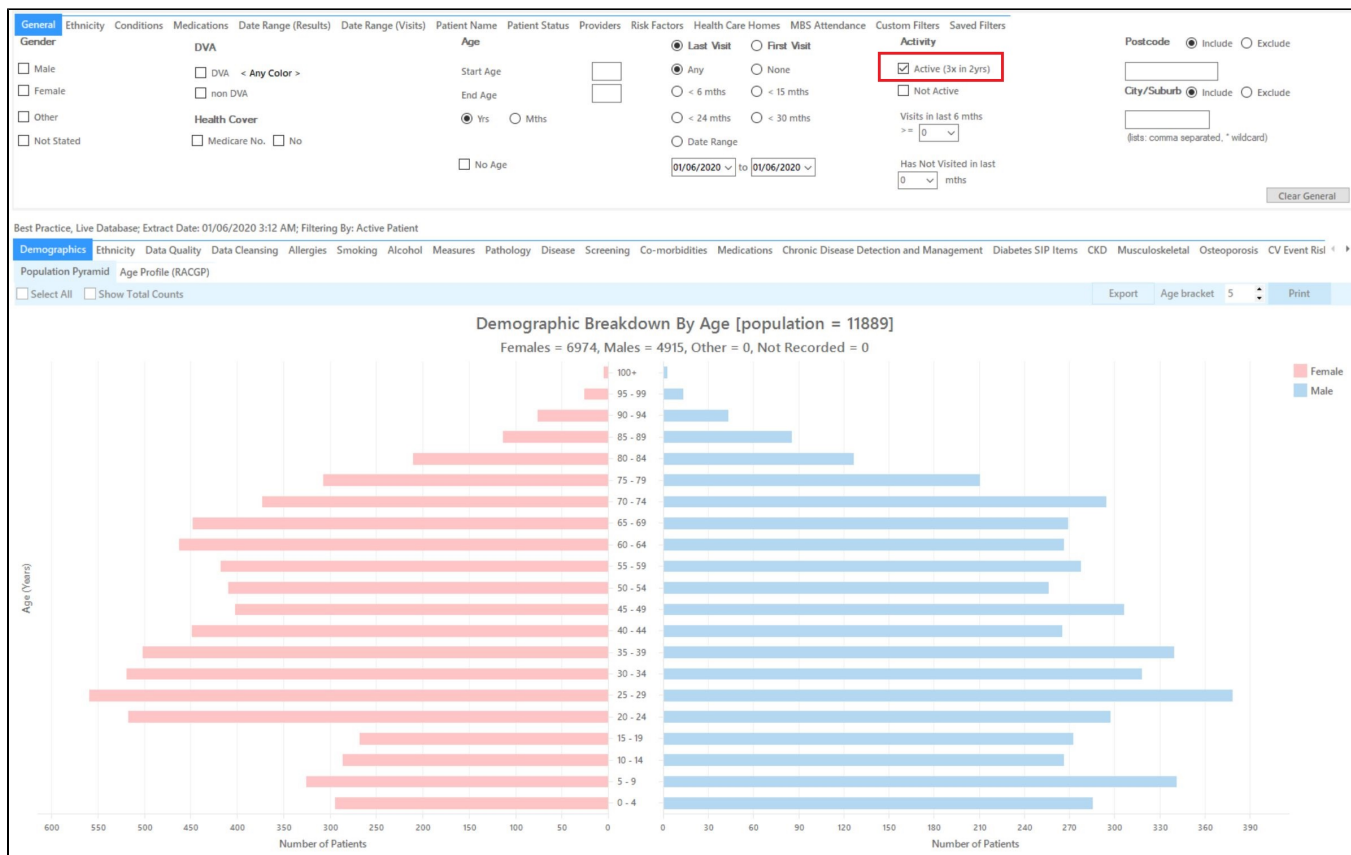 General Ethnicity Conditions Medications Date Range (Results) Date Range (Visits) Patient Name Patient Status Providers Risk Factors Health Care Homes MBS Attendance Custom Filters Saved Filters
Gender
Male
Female
Other
Not Stated
DVA
DVA < Any Color >
non DVA
Health Cover
Medicare No. No
Age
Start Age
End Age
Yrs Mths
No Age
Last Visit First Visit
Any None
< 6 mths < 15 mths
< 24 mths < 30 mths
Date Range
01/06/2020 to 01/06/2020
Activity
Active (3x in 2yrs)
Not Active
Visits in last 6 mths
>= 0
Has Not Visited in last
0 mths
Postcode Include Exclude
City/Suburb Include Exclude
(lists: comma separated, * wildcard)
Clear General
Best Practice, Live Database; Extract Date: 01/06/2020 3:12 AM; Filtering By: Active Patient
Demographics Ethnicity Data Quality Data Cleansing Allergies Smoking Alcohol Measures Pathology Disease Screening Co-morbidities Medications Chronic Disease Detection and Management Diabetes SIP Items CKD Musculoskeletal Osteoporosis CV Event Risl
Population Pyramid Age Profile (RACGP)
Select All Show Total Counts Export Age bracket 5 Print
Demographic Breakdown By Age [population = 11889]
Females = 6974, Males = 4915, Other = 0, Not Recorded = 0
Female
Male
Age (Years)
100+
95 - 99
90 - 94
85 - 89
80 - 84
75 - 79
70 - 74
65 - 69
60 - 64
55 - 59
50 - 54
45 - 49
40 - 44
35 - 39
30 - 34
25 - 29
20 - 24
15 - 19
10 - 14
5 - 9
0 - 4
600 550 500 450 400 350 300 250 200 150 100 50 0 0 30 60 90 120 150 180 210 240 270 300 330 360 390
Number of Patients Number of Patients